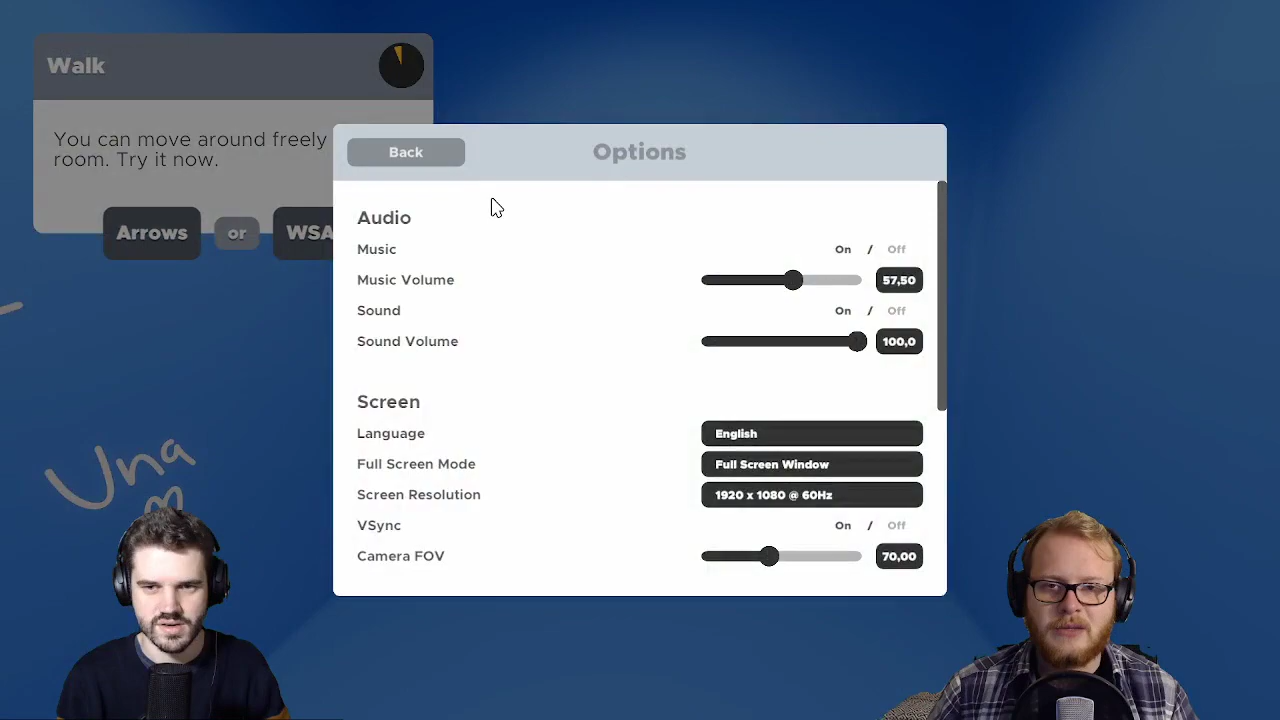 Walk
You can move around freely
room. Try it now.
Arrows or WSA
Back
Options
Audio
Music On / Off
Music Volume 57,50
Sound On / Off
Sound Volume 100,0
Screen
Language English
Full Screen Mode Full Screen Window
Screen Resolution 1920 x 1080 @ 60Hz
VSync On / Off
Camera FOV 70,00
Una